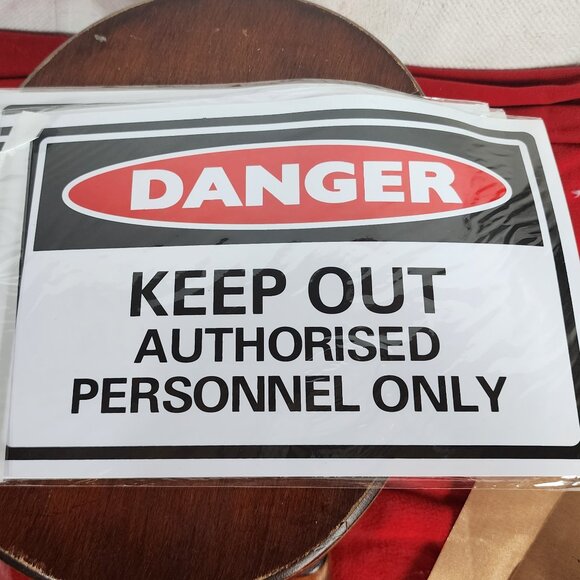 DANGER
KEEP OUT
AUTHORISED
PERSONNEL ONLY